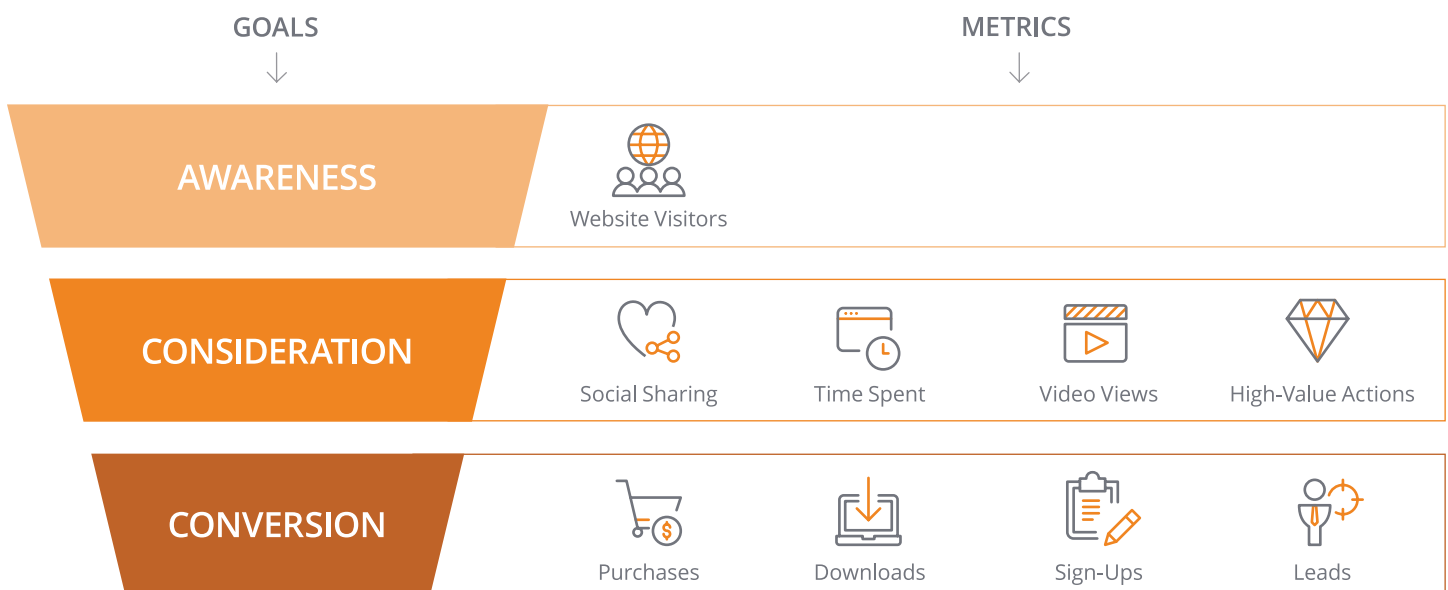 GOALS
METRICS
AWARENESS
Website Visitors
CONSIDERATION
Social Sharing
Time Spent
Video Views
High-Value Actions
CONVERSION
$
Purchases
Downloads
Sign-Ups
Leads